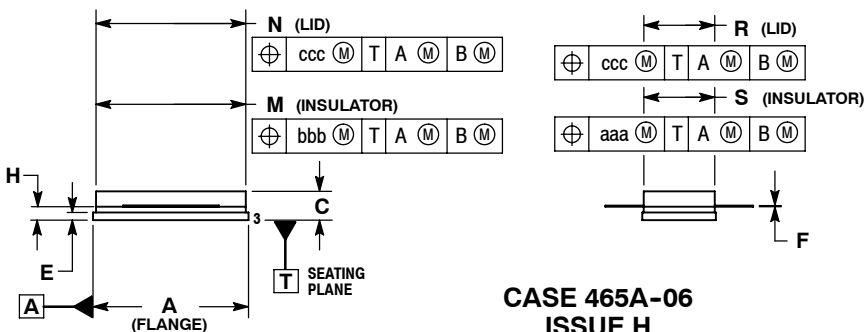 N (LID)
⌖ ccc Ⓜ T A Ⓜ B Ⓜ
M (INSULATOR)
⌖ bbb Ⓜ T A Ⓜ B Ⓜ
H
C
3
E
T SEATING
PLANE
A
A
(FLANGE)
R (LID)
⌖ ccc Ⓜ T A Ⓜ B Ⓜ
S (INSULATOR)
⌖ aaa Ⓜ T A Ⓜ B Ⓜ
F
CASE 465A-06
ISSUE H